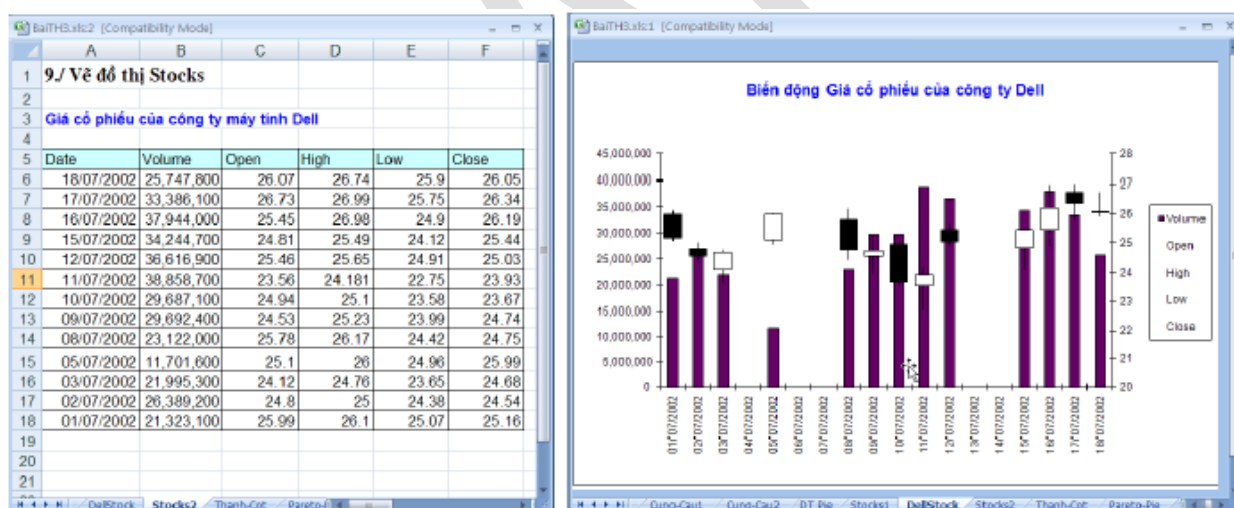 BaiTH3.xls:2 [Compatibility Mode]
A B C D E F
1 9./ Vẽ đồ thị Stocks
2
3 Giá cổ phiếu của công ty máy tính Dell
4
5 Date Volume Open High Low Close
6 18/07/2002 25,747,800 26.07 26.74 25.9 26.05
7 17/07/2002 33,386,100 26.73 26.99 25.75 26.34
8 16/07/2002 37,944,000 25.45 26.98 24.9 26.19
9 15/07/2002 34,244,700 24.81 25.49 24.12 25.44
10 12/07/2002 36,616,900 25.46 25.65 24.91 25.03
11 11/07/2002 38,858,700 23.56 24.181 22.75 23.93
12 10/07/2002 29,687,100 24.94 25.1 23.58 23.67
13 09/07/2002 29,692,400 24.53 25.23 23.99 24.74
14 08/07/2002 23,122,000 25.78 26.17 24.42 24.75
15 05/07/2002 11,701,600 25.1 26 24.96 25.99
16 03/07/2002 21,995,300 24.12 24.76 23.65 24.68
17 02/07/2002 26,389,200 24.8 25 24.38 24.54
18 01/07/2002 21,323,100 25.99 26.1 25.07 25.16
19
20
21
DellStock Stocks2 Thanh-Cot Pareto-
BaiTH3.xls:1 [Compatibility Mode]
Biến động Giá cổ phiếu của công ty Dell
45,000,000 28
40,000,000 27
35,000,000 26
30,000,000 25
25,000,000 24
20,000,000 23
15,000,000 22
10,000,000 21
5,000,000 20
0
Volume
Open
High
Low
Close
01/07/2002 02/07/2002 03/07/2002 04/07/2002 05/07/2002 06/07/2002 07/07/2002 08/07/2002 09/07/2002 10/07/2002 11/07/2002 12/07/2002 13/07/2002 14/07/2002 15/07/2002 16/07/2002 17/07/2002 18/07/2002
Cung-Cau1 Cung-Cau2 DT Pie Stocks1 DellStock Stocks2 Thanh-Cot Pareto-Pie